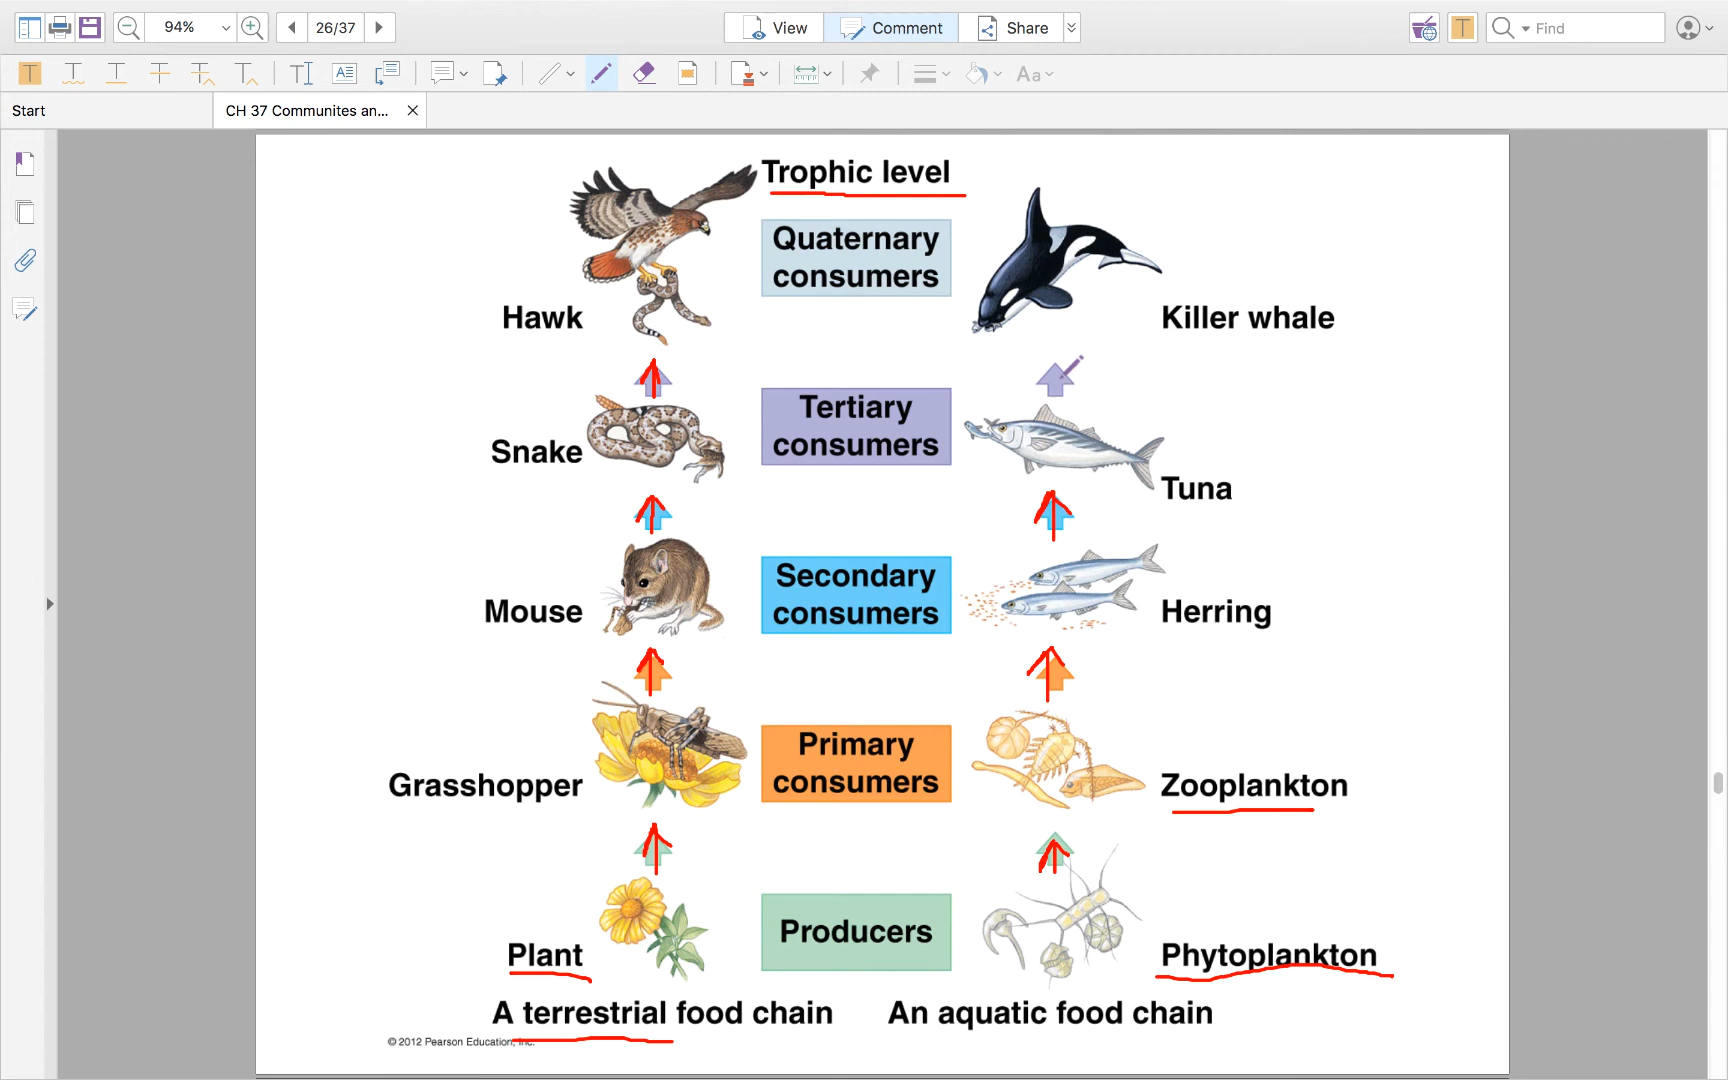 94%
26/37
View
Comment
Share
Find
T
T
T
T
T
T
T
AE
Aa
T
Start
CH 37 Communites an...
Trophic level
Quaternary
consumers
Hawk
Killer whale
Tertiary
consumers
Snake
Tuna
Secondary
consumers
Mouse
Herring
Primary
consumers
Grasshopper
Zooplankton
Producers
Plant
Phytoplankton
A terrestrial food chain
An aquatic food chain
© 2012 Pearson Education, Inc.